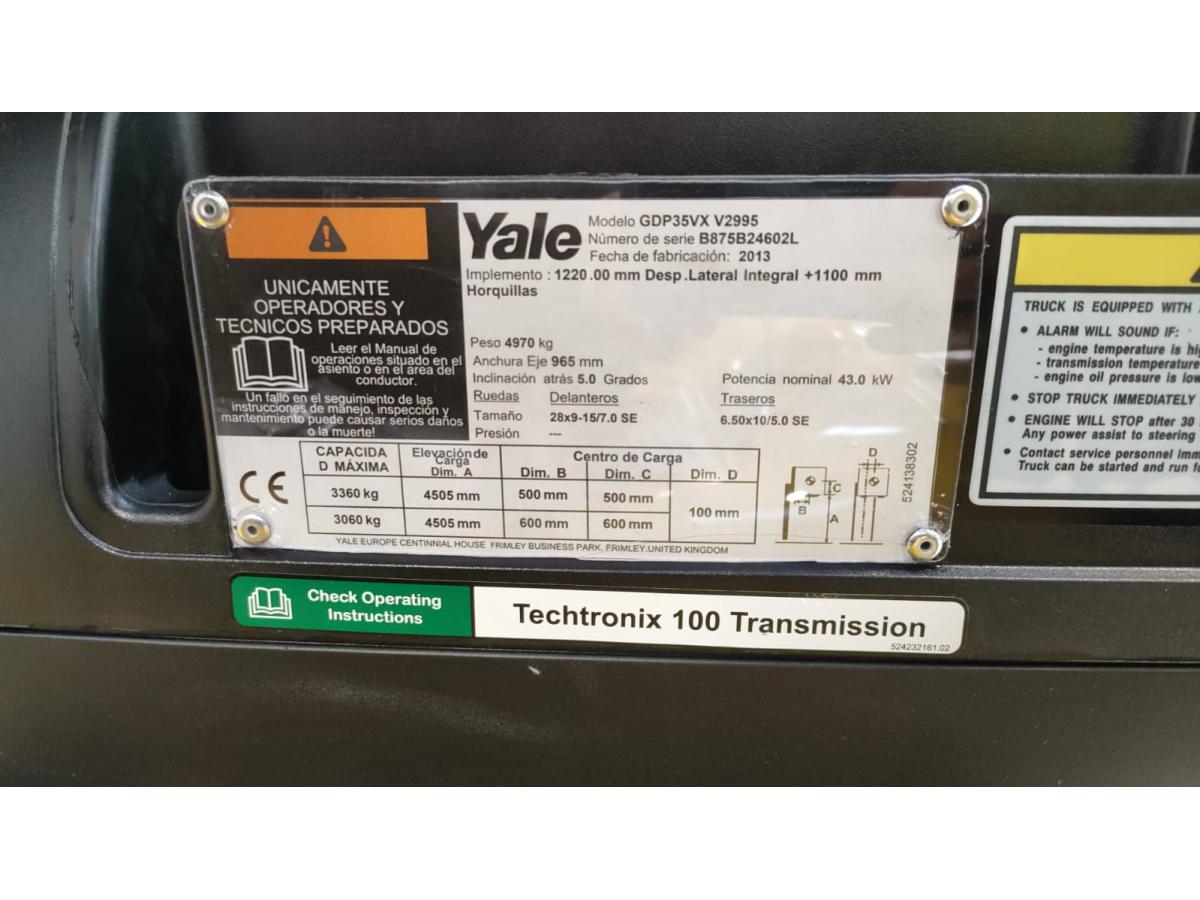 UNICAMENTE
OPERADORES Y
TECNICOS PREPARADOS
Leer el Manual de
operaciones situado en el
asiento o en el area del
conductor.
Un fallo en el seguimiento de las
instrucciones de manejo, inspección y
mantenimiento puede causar serios daños
o la muerte!
Yale
Modelo GDP35VX V2995
Número de serie B875B24602L
Fecha de fabricación: 2013
Implemento : 1220.00 mm Desp.Lateral Integral +1100 mm
Horquillas
Peso 4970 kg
Anchura Eje 965 mm
Inclinación atrás 5.0 Grados Potencia nominal 43.0 kW
Ruedas Delanteros Traseros
Tamaño 28x9-15/7.0 SE 6.50x10/5.0 SE
Presión ---
CAPACIDA D MÁXIMA Elevación de Carga Dim. A Centro de Carga
Dim. B Dim. C Dim. D
3360 kg 4505 mm 500 mm 500 mm 100 mm
3060 kg 4505 mm 600 mm 600 mm
CE
D
C
B
A
524138302
YALE EUROPE CENTINNIAL HOUSE FRIMLEY BUSINESS PARK, FRIMLEY.UNITED KINGDOM
Check Operating
Instructions
Techtronix 100 Transmission
524232161.02
TRUCK IS EQUIPPED WITH
• ALARM WILL SOUND IF:
- engine temperature is
- transmission temperature
- engine oil pressure is low
• STOP TRUCK IMMEDIATELY
• ENGINE WILL STOP after 30
Any power assist to steering
• Contact service personnel
Truck can be started and run